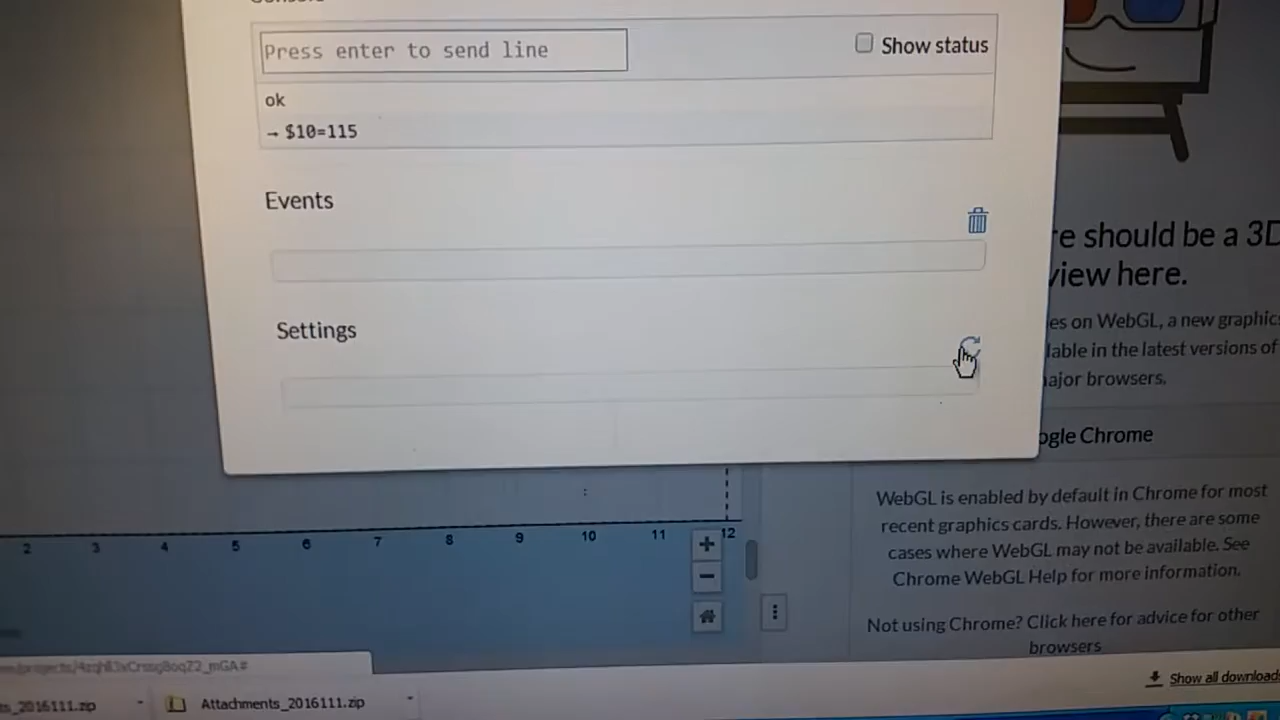 Press enter to send line
Show status
ok
→ $10=115
Events
Settings
re should be a 3D
view here.
es on WebGL, a new graphics
lable in the latest versions of
ajor browsers.
ogle Chrome
WebGL is enabled by default in Chrome for most
recent graphics cards. However, there are some
cases where WebGL may not be available. See
Chrome WebGL Help for more information.
Not using Chrome? Click here for advice for other
browsers
2 3 4 5 6 7 8 9 10 11 12
ts_2016111.zip
Attachments_2016111.zip
Show all downloads